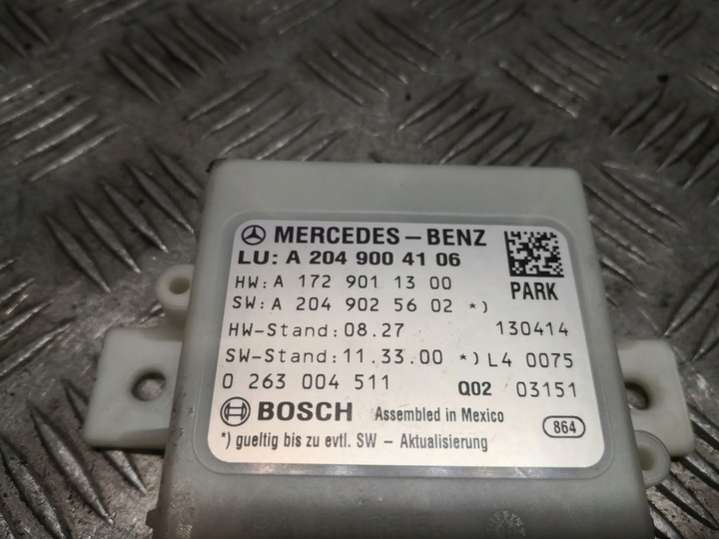 MERCEDES-BENZ
LU: A 204 900 41 06
HW: A 172 901 13 00
SW: A 204 902 56 02 *)
PARK
HW-Stand: 08.27 130414
SW-Stand: 11.33.00 *) L4 0075
0 263 004 511 Q02 03151
BOSCH Assembled in Mexico
*) gueltig bis zu evtl. SW - Aktualisierung 864